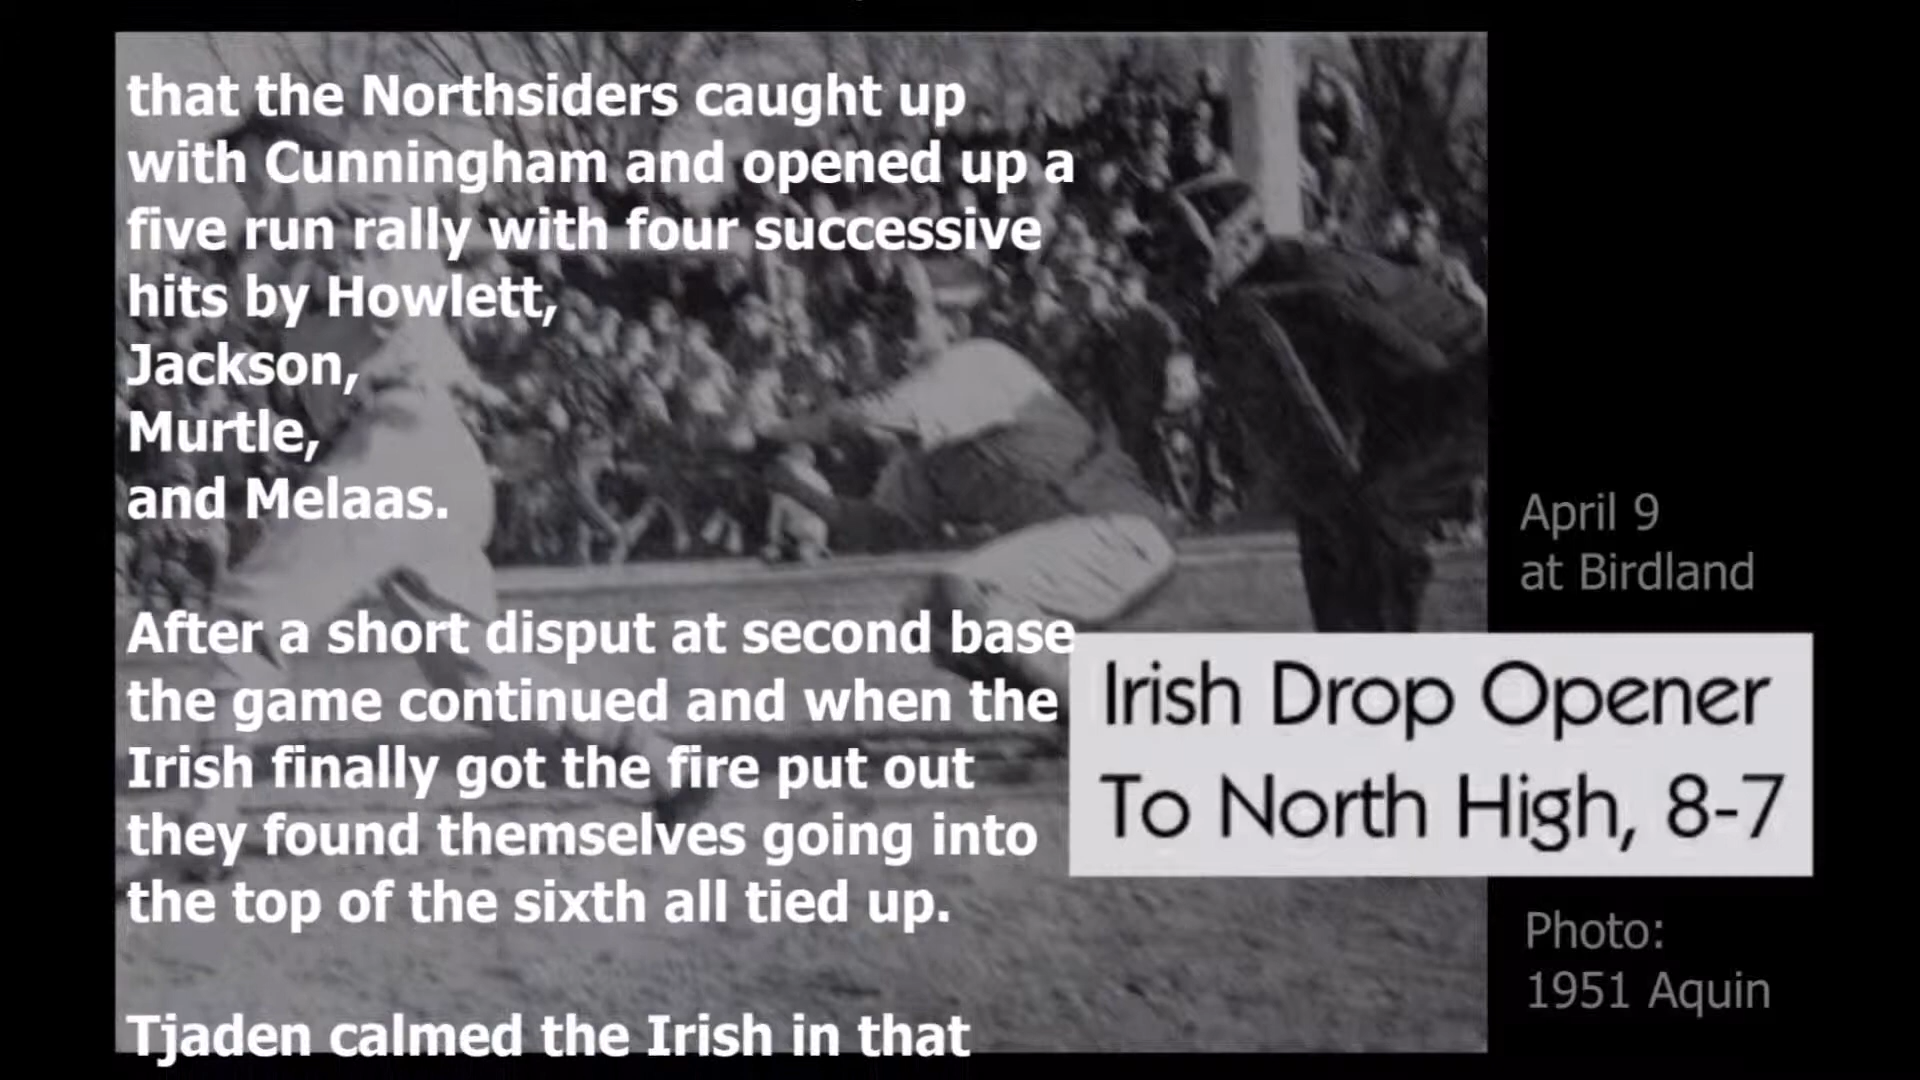 that the Northsiders caught up
with Cunningham and opened up a
five run rally with four successive
hits by Howlett,
Jackson,
Murtle,
and Melaas.
After a short disput at second base
the game continued and when the
Irish finally got the fire put out
they found themselves going into
the top of the sixth all tied up.
Tjaden calmed the Irish in that
April 9
at Birdland
Irish Drop Opener
To North High, 8-7
Photo:
1951 Aquin